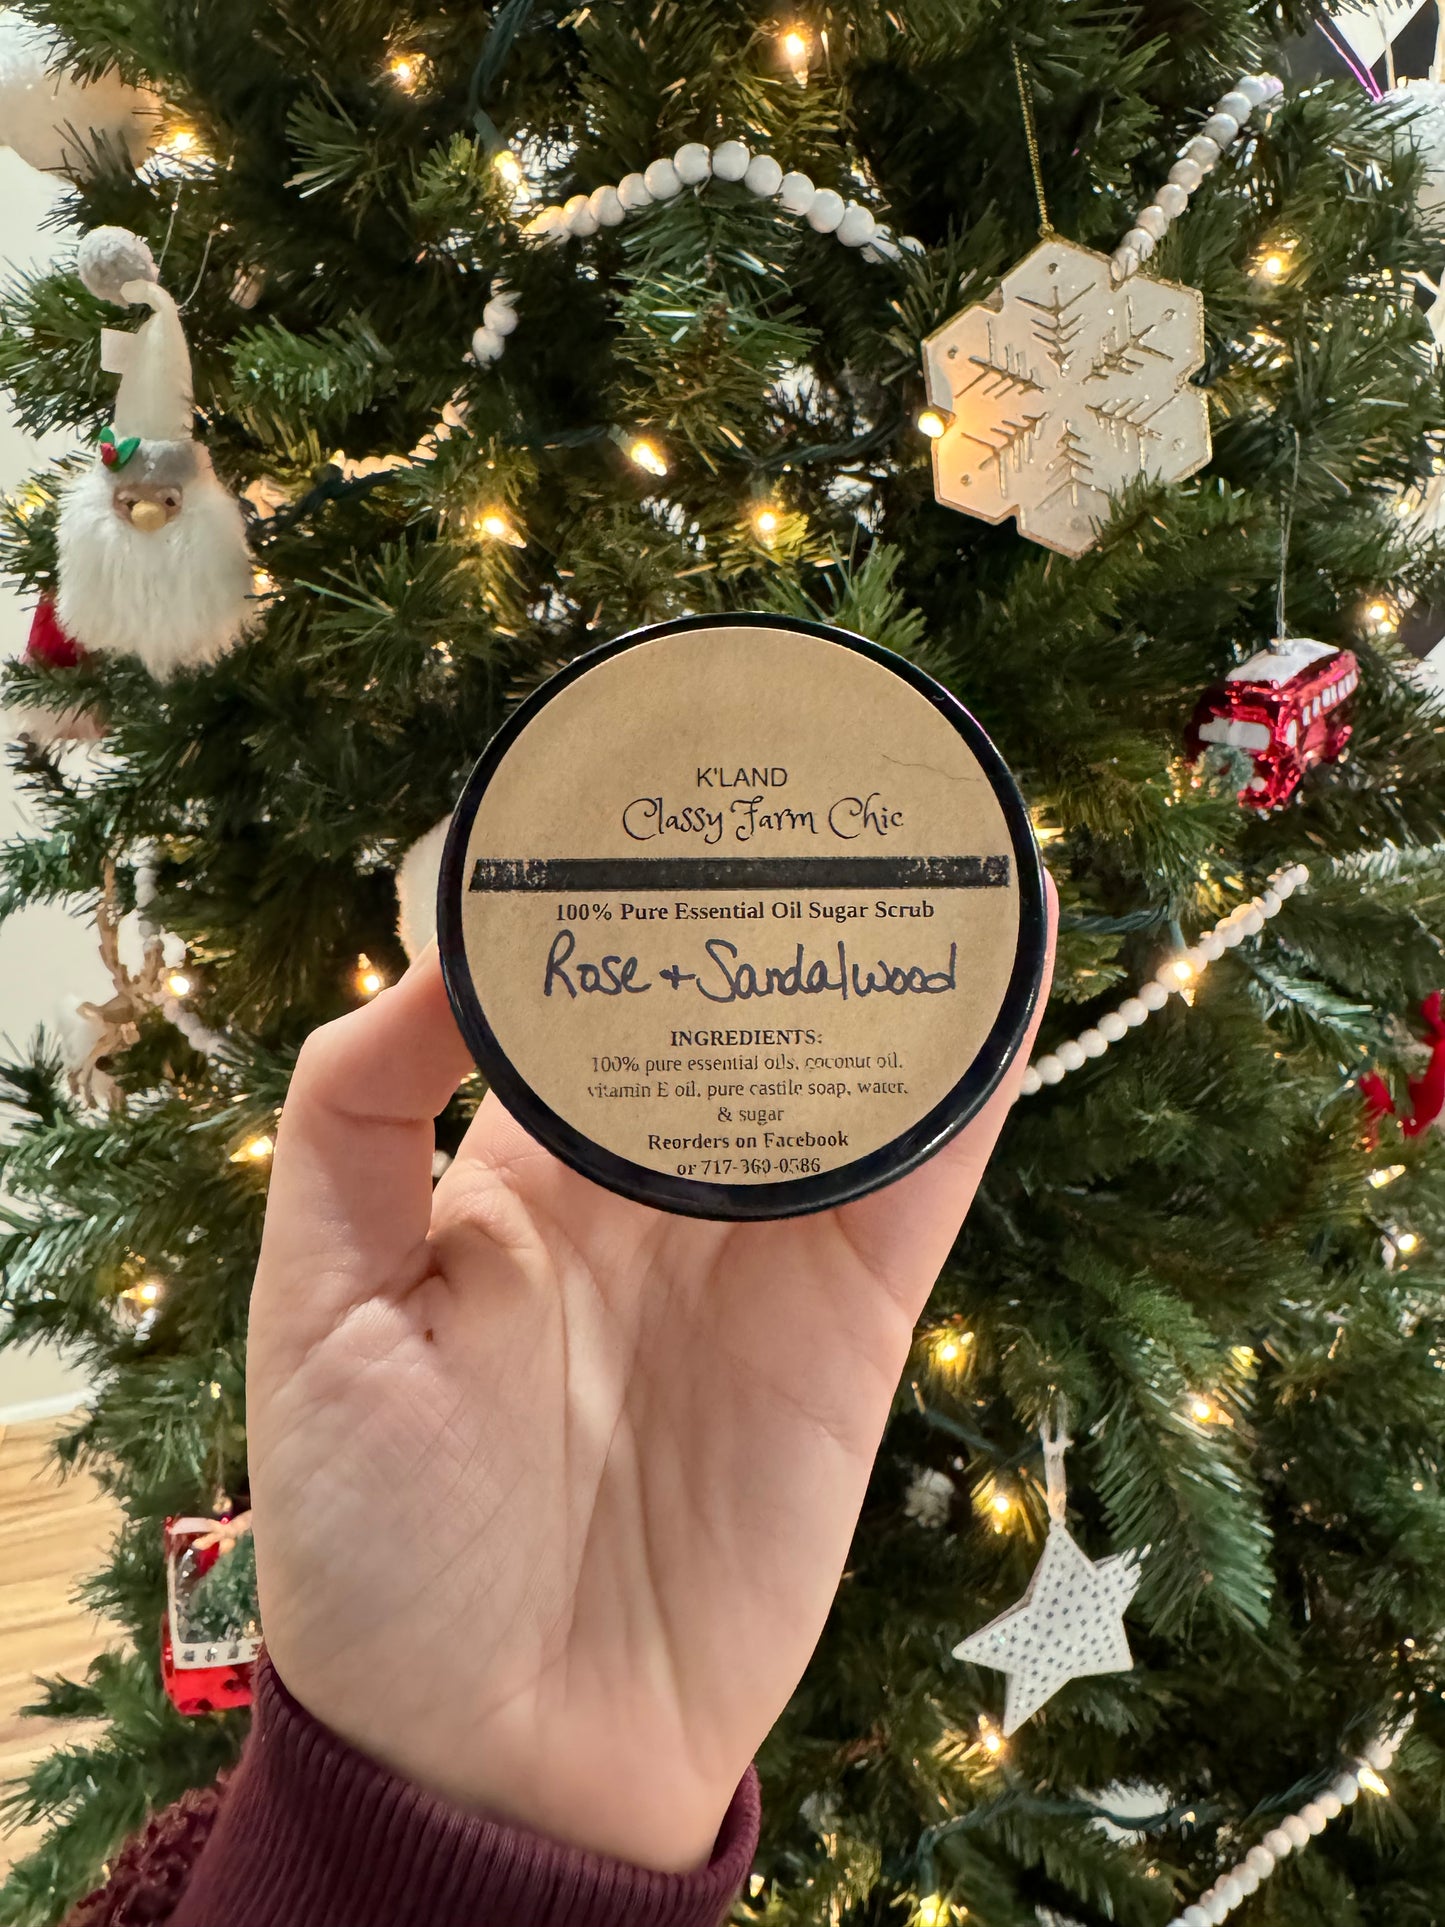 K'LAND
Classy Farm Chic
100% Pure Essential Oil Sugar Scrub
Rose + Sandalwood
INGREDIENTS:
100% pure essential oils, coconut oil.
vitamin E oil, pure castile soap, water,
& sugar
Reorders on Facebook
or 717-360-0586